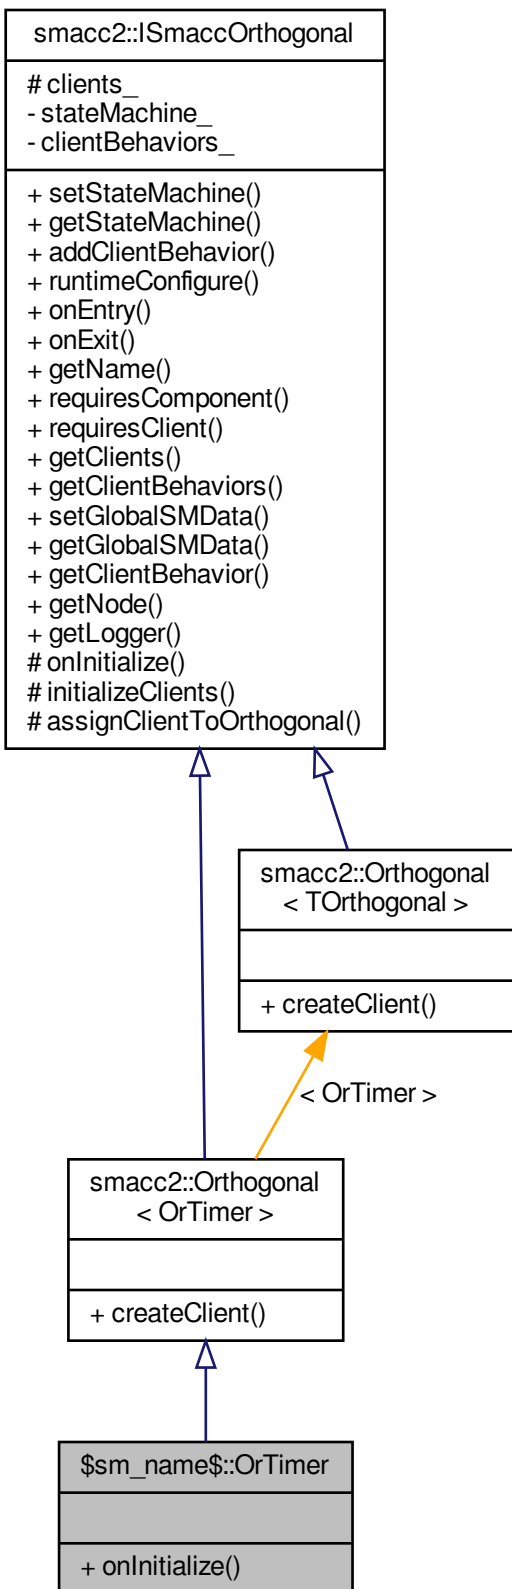 smacc2::ISmaccOrthogonal
# clients_
- stateMachine_
- clientBehaviors_
+ setStateMachine()
+ getStateMachine()
+ addClientBehavior()
+ runtimeConfigure()
+ onEntry()
+ onExit()
+ getName()
+ requiresComponent()
+ requiresClient()
+ getClients()
+ getClientBehaviors()
+ setGlobalSMData()
+ getGlobalSMData()
+ getClientBehavior()
+ getNode()
+ getLogger()
# onInitialize()
# initializeClients()
# assignClientToOrthogonal()
smacc2::Orthogonal
< TOrthogonal >
+ createClient()
< OrTimer >
smacc2::Orthogonal
< OrTimer >
+ createClient()
$sm_name$::OrTimer
+ onInitialize()